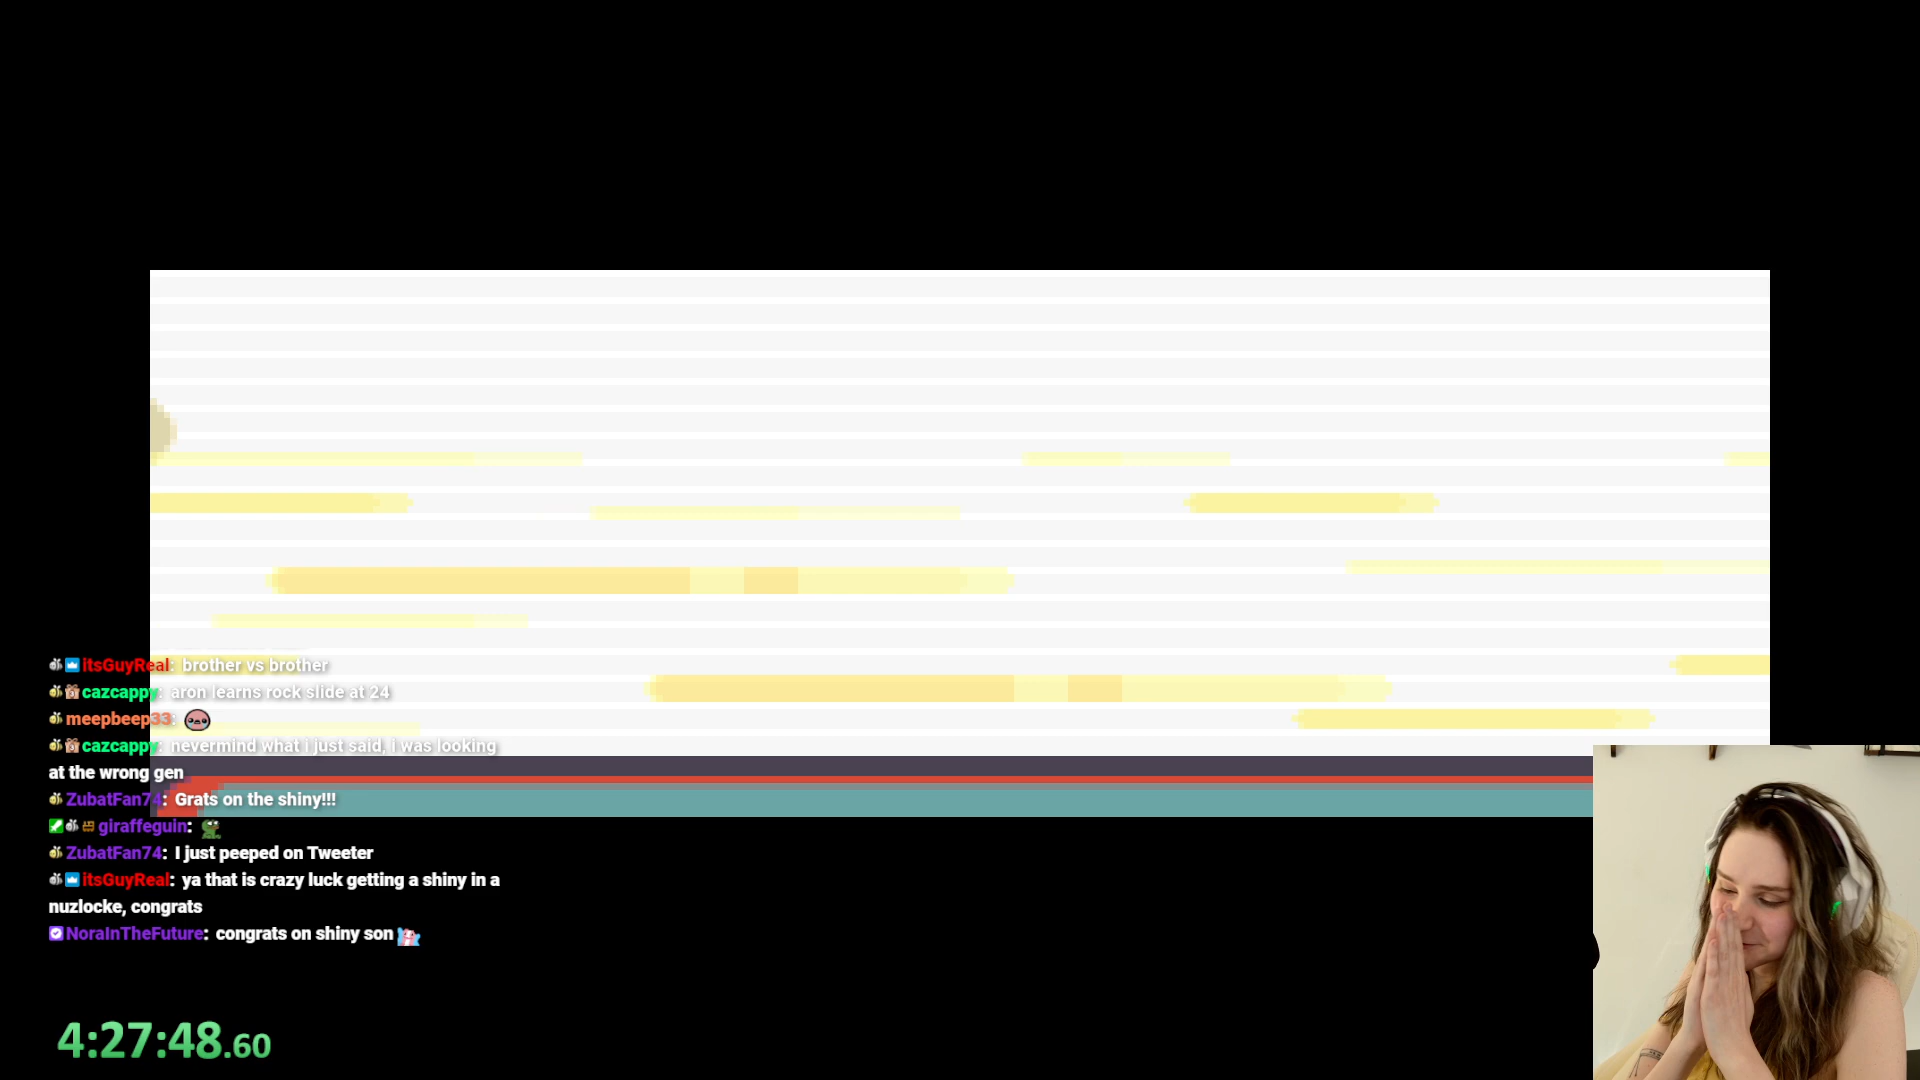 itsGuyReal: brother vs brother
cazcappy: aron learns rock slide at 24
meepbeep33:
cazcappy: nevermind what i just said, i was looking
at the wrong gen
ZubatFan74: Grats on the shiny!!!
giraffeguin:
ZubatFan74: I just peeped on Tweeter
itsGuyReal: ya that is crazy luck getting a shiny in a
nuzlocke, congrats
NoraInTheFuture: congrats on shiny son
4:27:48.60